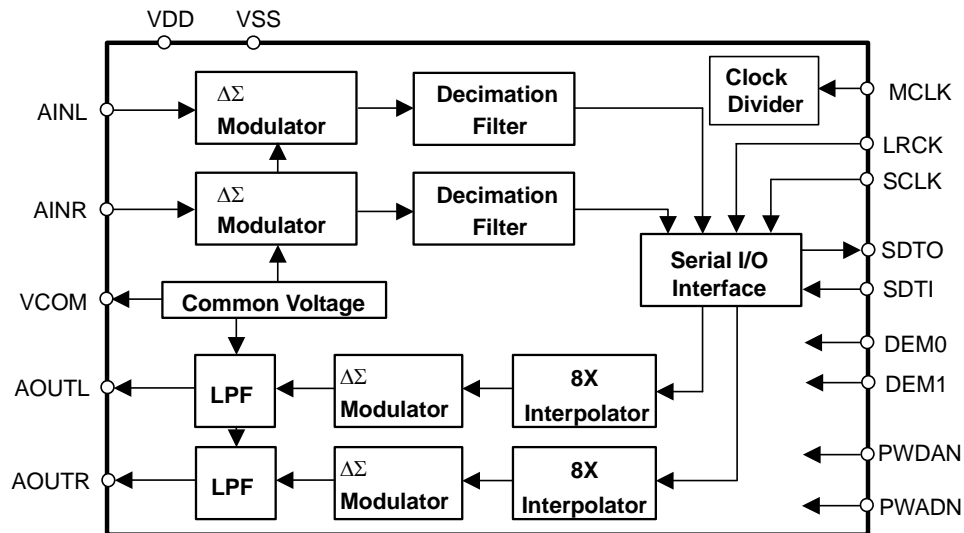 VDD
VSS
AINL
ΔΣ
Modulator
Decimation
Filter
Clock
Divider
MCLK
LRCK
SCLK
AINR
ΔΣ
Modulator
Decimation
Filter
Serial I/O
Interface
SDTO
SDTI
VCOM
Common Voltage
DEM0
DEM1
AOUTL
LPF
ΔΣ
Modulator
8X
Interpolator
AOUTR
LPF
ΔΣ
Modulator
8X
Interpolator
PWDAN
PWADN